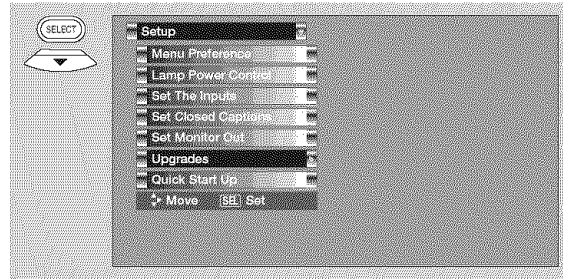 SELECT
Setup
Menu Preference
Lamp Power Control
Set The Inputs
Set Closed Captions
Set Monitor Out
Upgrades
Quick Start Up
Move SEL Set